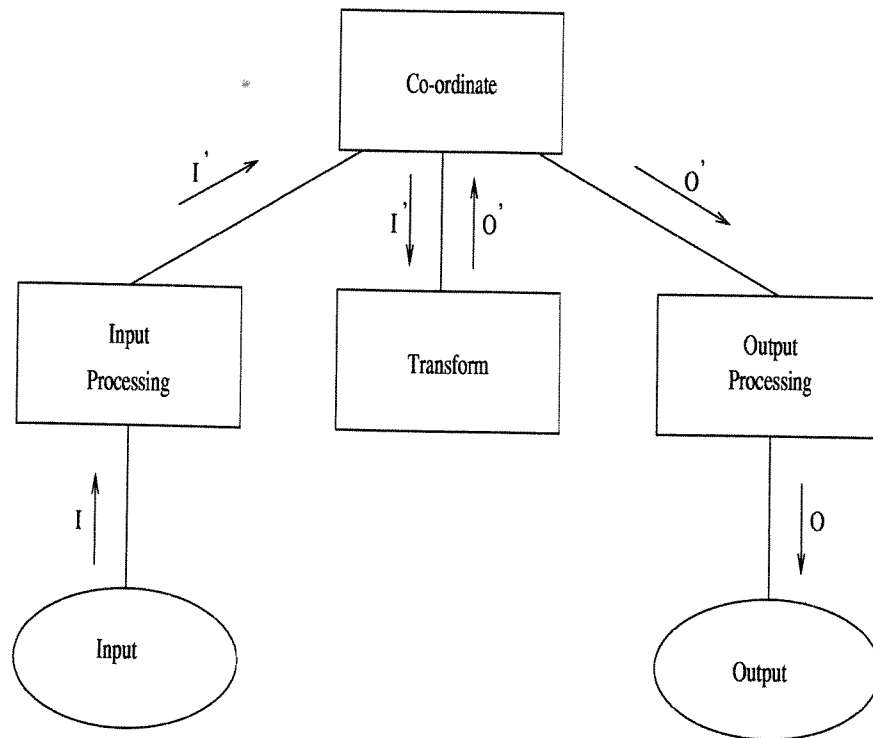 Co-ordinate
I'
I'
O'
O'
Input
Processing
Transform
Output
Processing
I
O
Input
Output